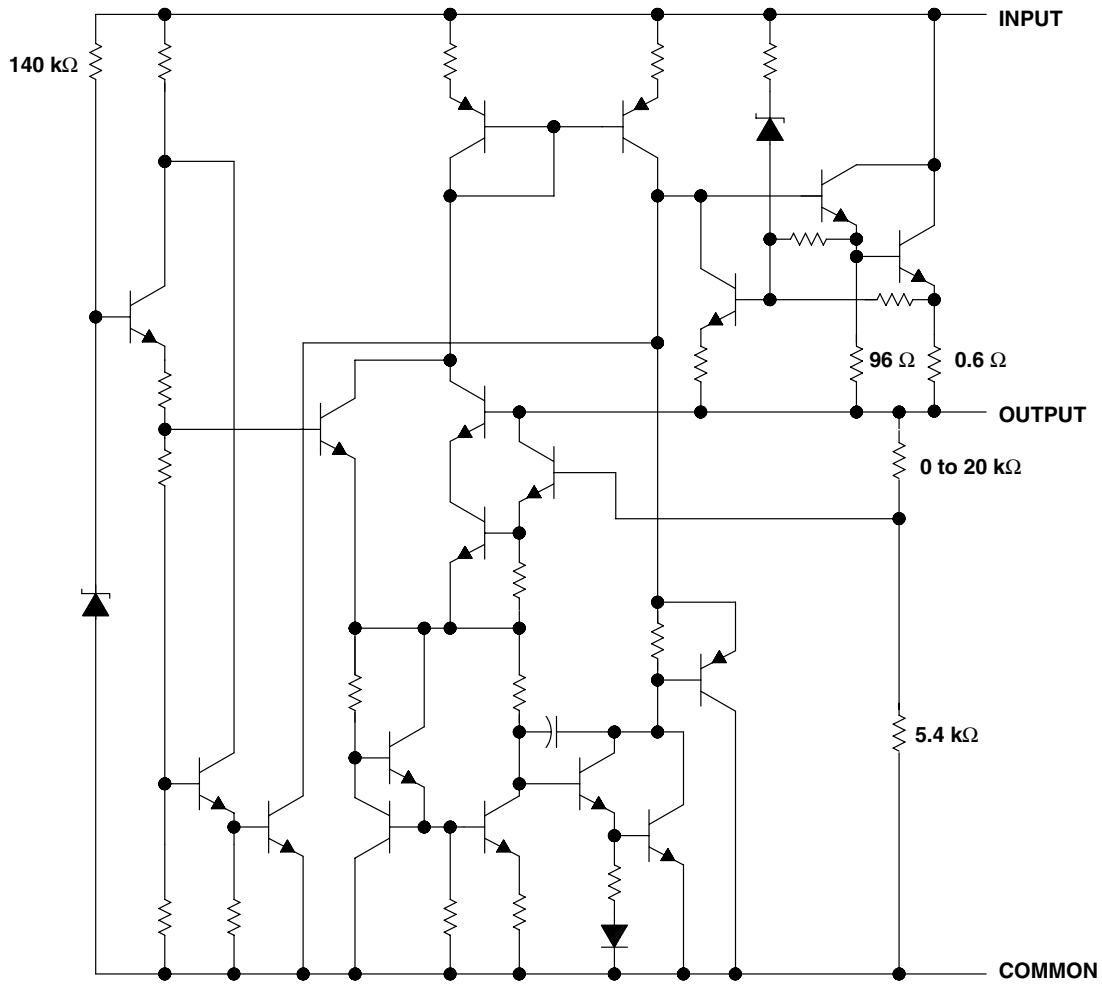 INPUT
140 kΩ
96 Ω
0.6 Ω
OUTPUT
0 to 20 kΩ
5.4 kΩ
COMMON